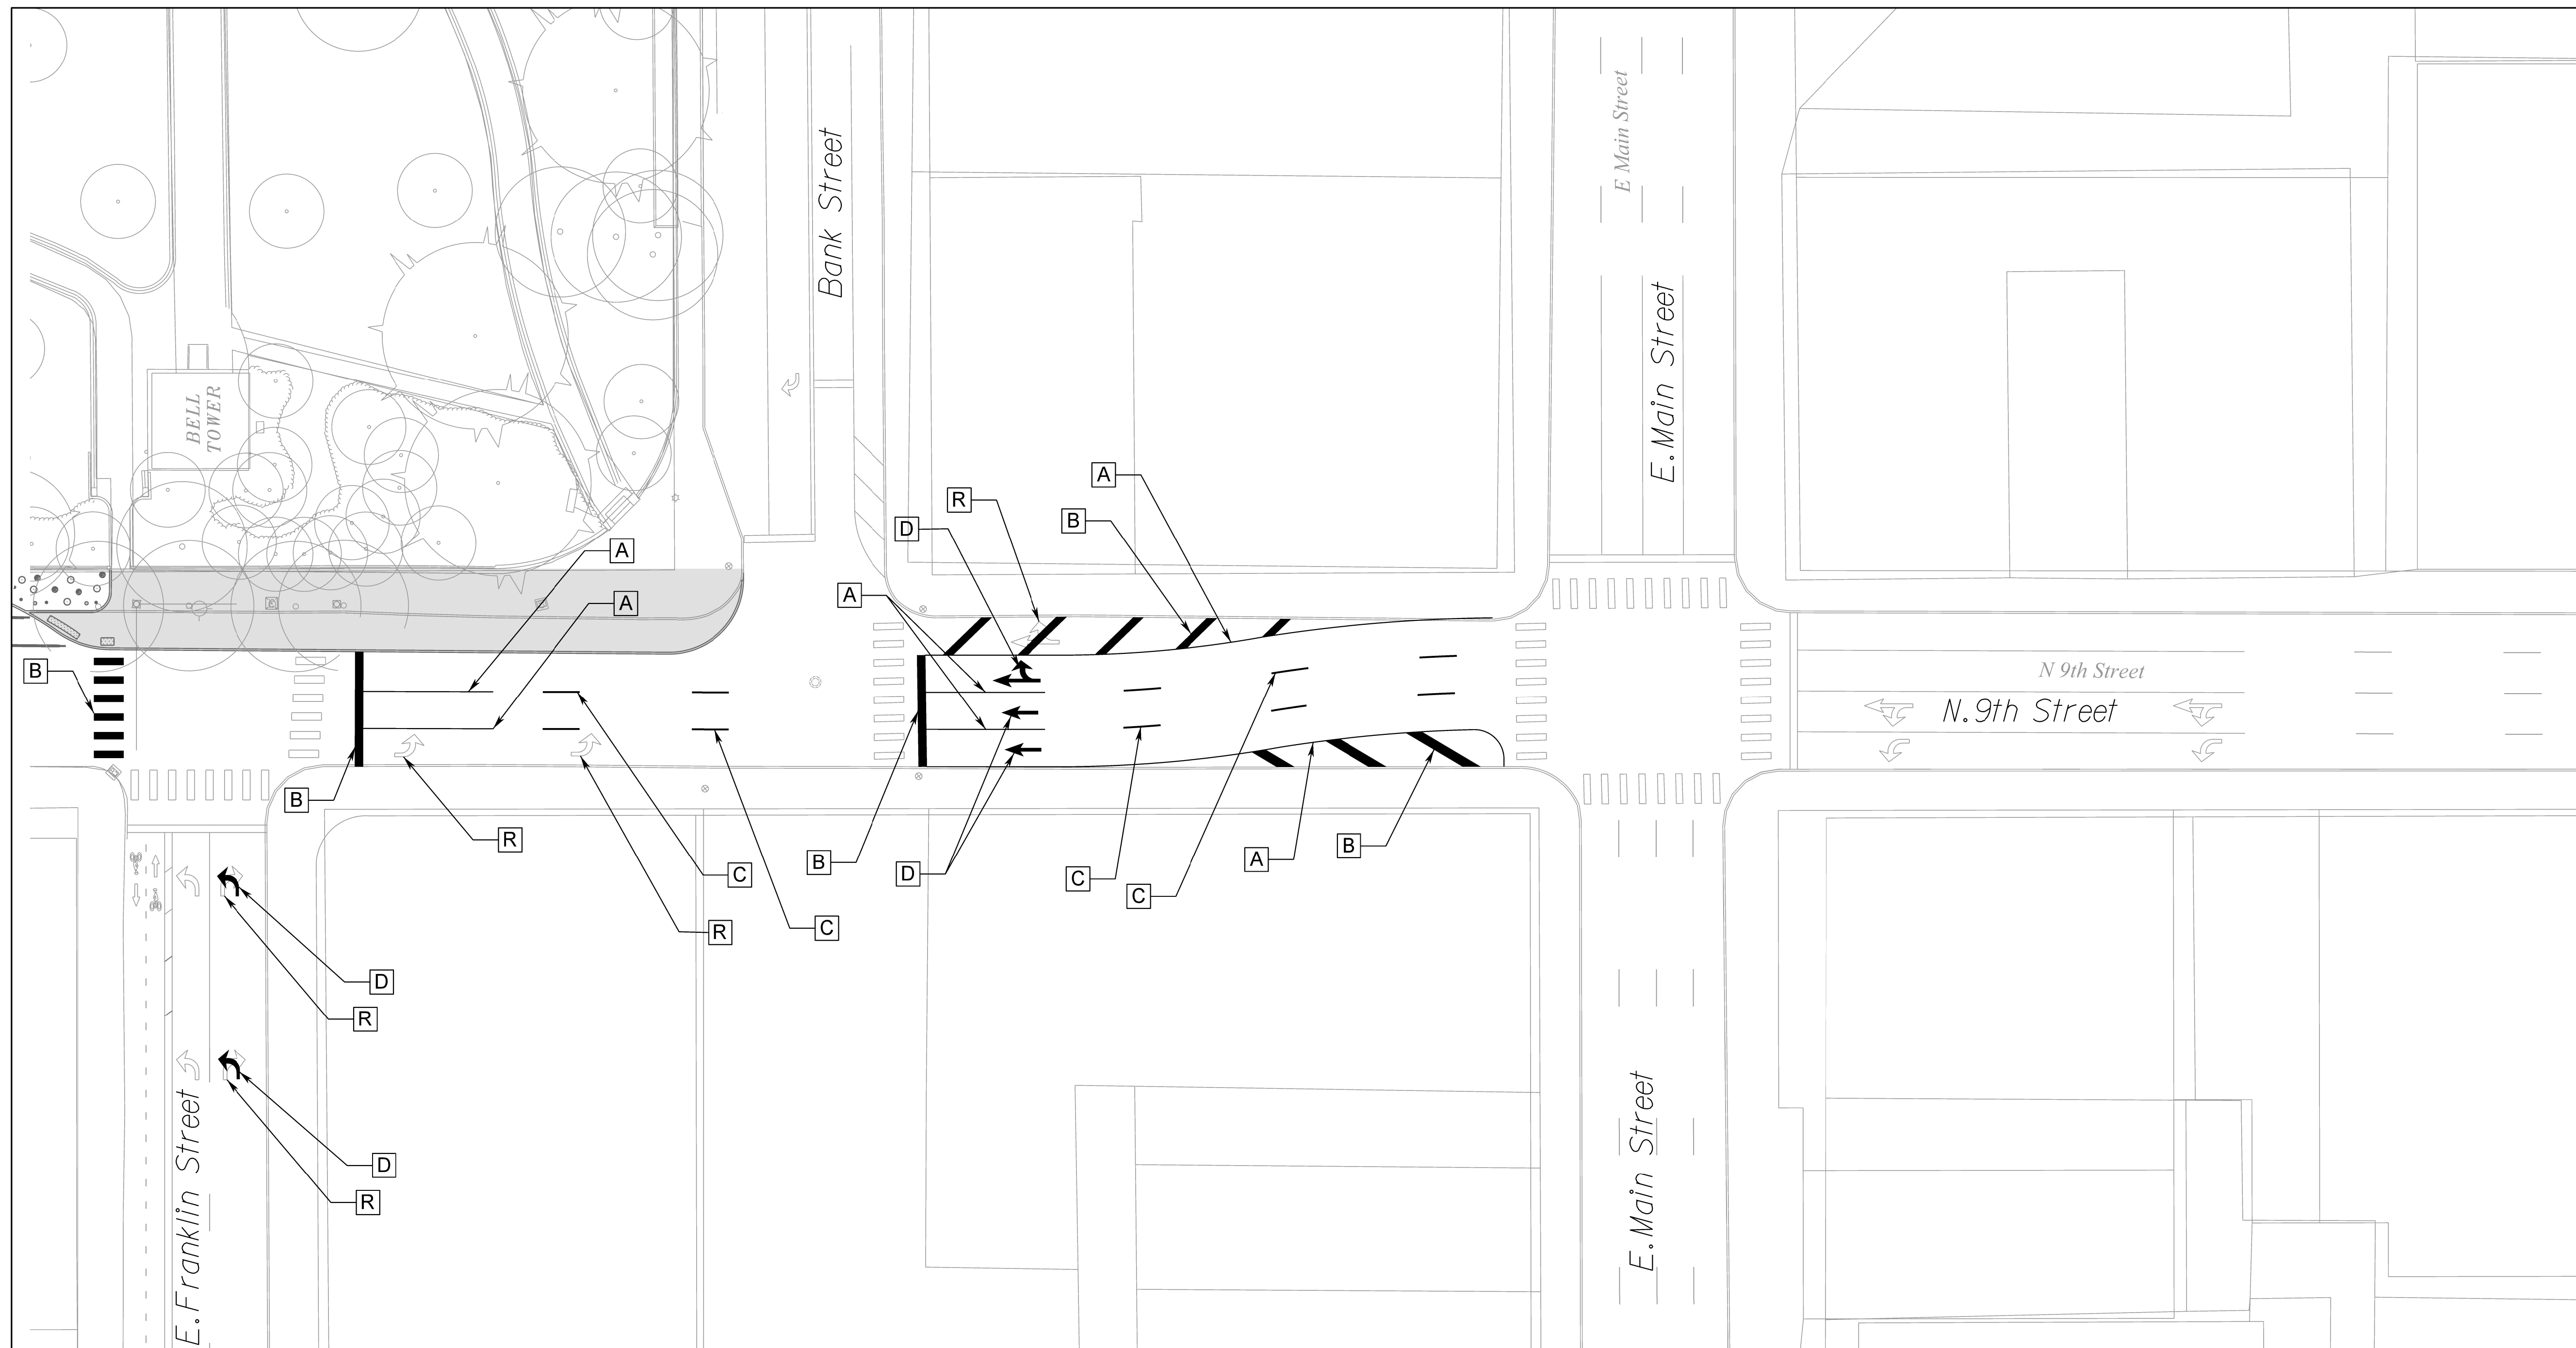 E Main Street
Bank Street
E.Main Street
BELL
TOWER
A
R
B
D
A
A
A
B
N 9th Street
N.9th Street
B
R
B
D
C
C
A
B
C
R
C
D
R
D
R
E.Franklin Street
E.Main Street